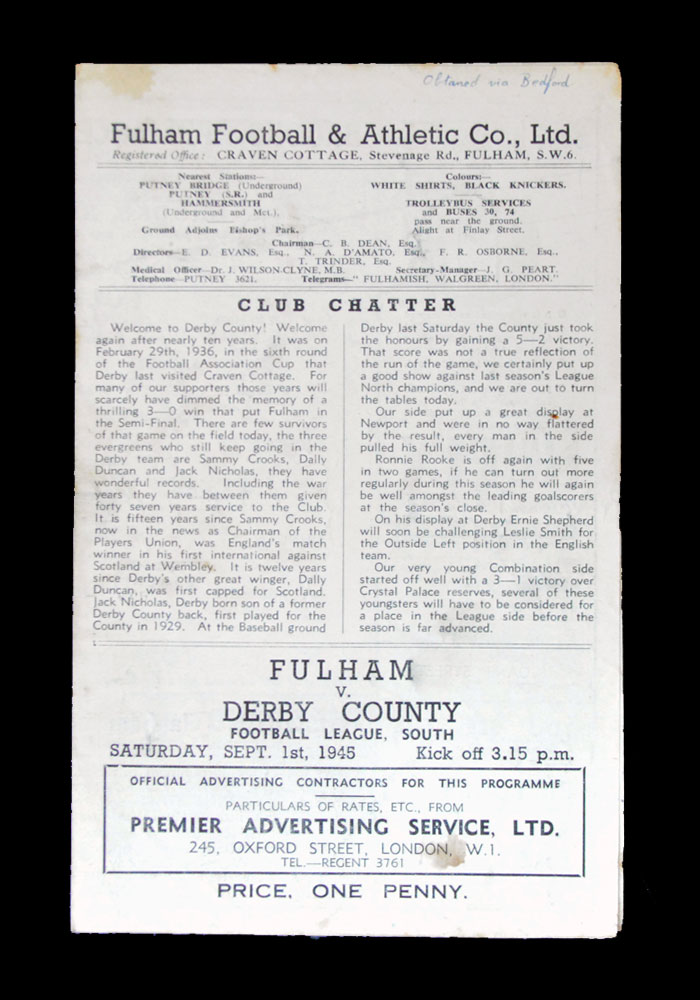 Obtaned via Bedford
Fulham Football & Athletic Co., Ltd.
Registered Office: CRAVEN COTTAGE, Stevenage Rd., FULHAM, S.W.6.
Nearest Stations:—
PUTNEY BRIDGE (Underground)
PUTNEY (S.R.) and
HAMMERSMITH
(Underground and Met.).
Ground Adjoins Bishop's Park.
Colours:—
WHITE SHIRTS, BLACK KNICKERS.
TROLLEYBUS SERVICES
and BUSES 30, 74
pass near the ground.
Alight at Finlay Street.
Chairman—C. B. DEAN, Esq.
Directors—E. D. EVANS, Esq., N. A. D'AMATO, Esq., F. R. OSBORNE, Esq.,
T. TRINDER, Esq.
Medical Officer—Dr. J. WILSON-CLYNE, M.B. Secretary-Manager—J. G. PEART.
Telephone—PUTNEY 3621. Telegrams—"FULHAMISH, WALGREEN, LONDON."
CLUB CHATTER
Welcome to Derby County! Welcome
again after nearly ten years. It was on
February 29th, 1936, in the sixth round
of the Football Association Cup that
Derby last visited Craven Cottage. For
many of our supporters those years will
scarcely have dimmed the memory of a
thrilling 3—0 win that put Fulham in
the Semi-Final. There are few survivors
of that game on the field today, the three
evergreens who still keep going in the
Derby team are Sammy Crooks, Dally
Duncan and Jack Nicholas, they have
wonderful records. Including the war
years they have between them given
forty seven years service to the Club.
It is fifteen years since Sammy Crooks,
now in the news as Chairman of the
Players Union, was England's match
winner in his first international against
Scotland at Wembley. It is twelve years
since Derby's other great winger, Dally
Duncan, was first capped for Scotland.
Jack Nicholas, Derby born son of a former
Derby County back, first played for the
County in 1929. At the Baseball ground
Derby last Saturday the County just took
the honours by gaining a 5—2 victory.
That score was not a true reflection of
the run of the game, we certainly put up
a good show against last season's League
North champions, and we are out to turn
the tables today.
Our side put up a great display at
Newport and were in no way flattered
by the result, every man in the side
pulled his full weight.
Ronnie Rooke is off again with five
in two games, if he can turn out more
regularly during this season he will again
be well amongst the leading goalscorers
at the season's close.
On his display at Derby Ernie Shepherd
will soon be challenging Leslie Smith for
the Outside Left position in the English
team.
Our very young Combination side
started off well with a 3—1 victory over
Crystal Palace reserves, several of these
youngsters will have to be considered for
a place in the League side before the
season is far advanced.
FULHAM
V.
DERBY COUNTY
FOOTBALL LEAGUE, SOUTH
SATURDAY, SEPT. 1st, 1945 Kick off 3.15 p.m.
OFFICIAL ADVERTISING CONTRACTORS FOR THIS PROGRAMME
PARTICULARS OF RATES, ETC., FROM
PREMIER ADVERTISING SERVICE, LTD.
245, OXFORD STREET, LONDON, W.1.
TEL.—REGENT 3761
PRICE, ONE PENNY.